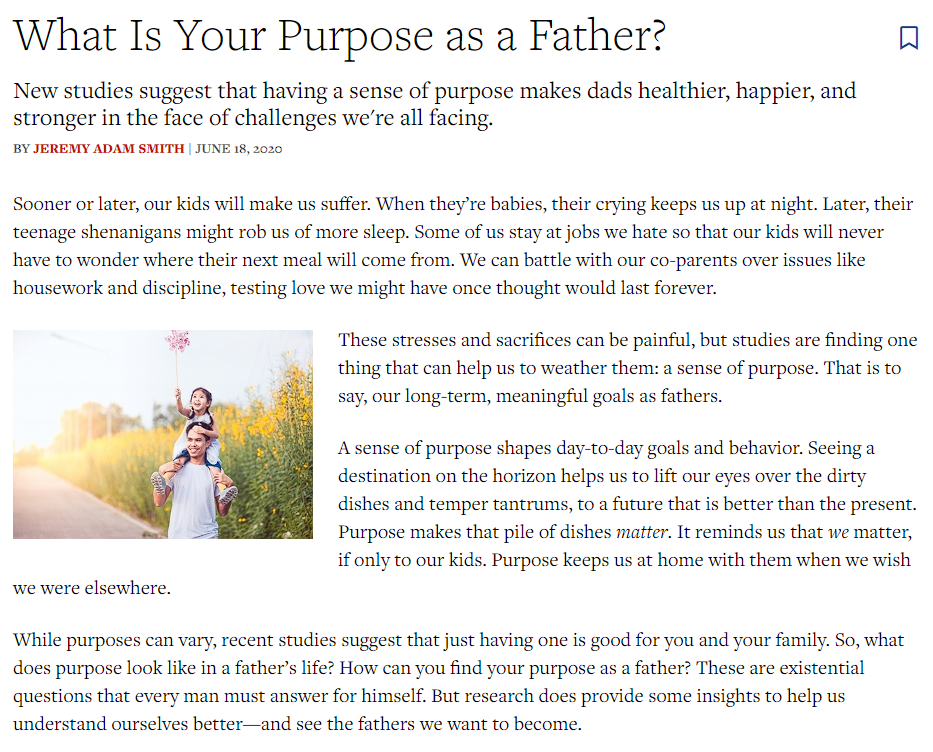 What Is Your Purpose as a Father?
New studies suggest that having a sense of purpose makes dads healthier, happier, and
stronger in the face of challenges we're all facing.
BY JEREMY ADAM SMITH | JUNE 18, 2020
Sooner or later, our kids will make us suffer. When they’re babies, their crying keeps us up at night. Later, their
teenage shenanigans might rob us of more sleep. Some of us stay at jobs we hate so that our kids will never
have to wonder where their next meal will come from. We can battle with our co-parents over issues like
housework and discipline, testing love we might have once thought would last forever.
These stresses and sacrifices can be painful, but studies are finding one
thing that can help us to weather them: a sense of purpose. That is to
say, our long-term, meaningful goals as fathers.
A sense of purpose shapes day-to-day goals and behavior. Seeing a
destination on the horizon helps us to lift our eyes over the dirty
dishes and temper tantrums, to a future that is better than the present.
Purpose makes that pile of dishes matter. It reminds us that we matter,
if only to our kids. Purpose keeps us at home with them when we wish
we were elsewhere.
While purposes can vary, recent studies suggest that just having one is good for you and your family. So, what
does purpose look like in a father’s life? How can you find your purpose as a father? These are existential
questions that every man must answer for himself. But research does provide some insights to help us
understand ourselves better—and see the fathers we want to become.